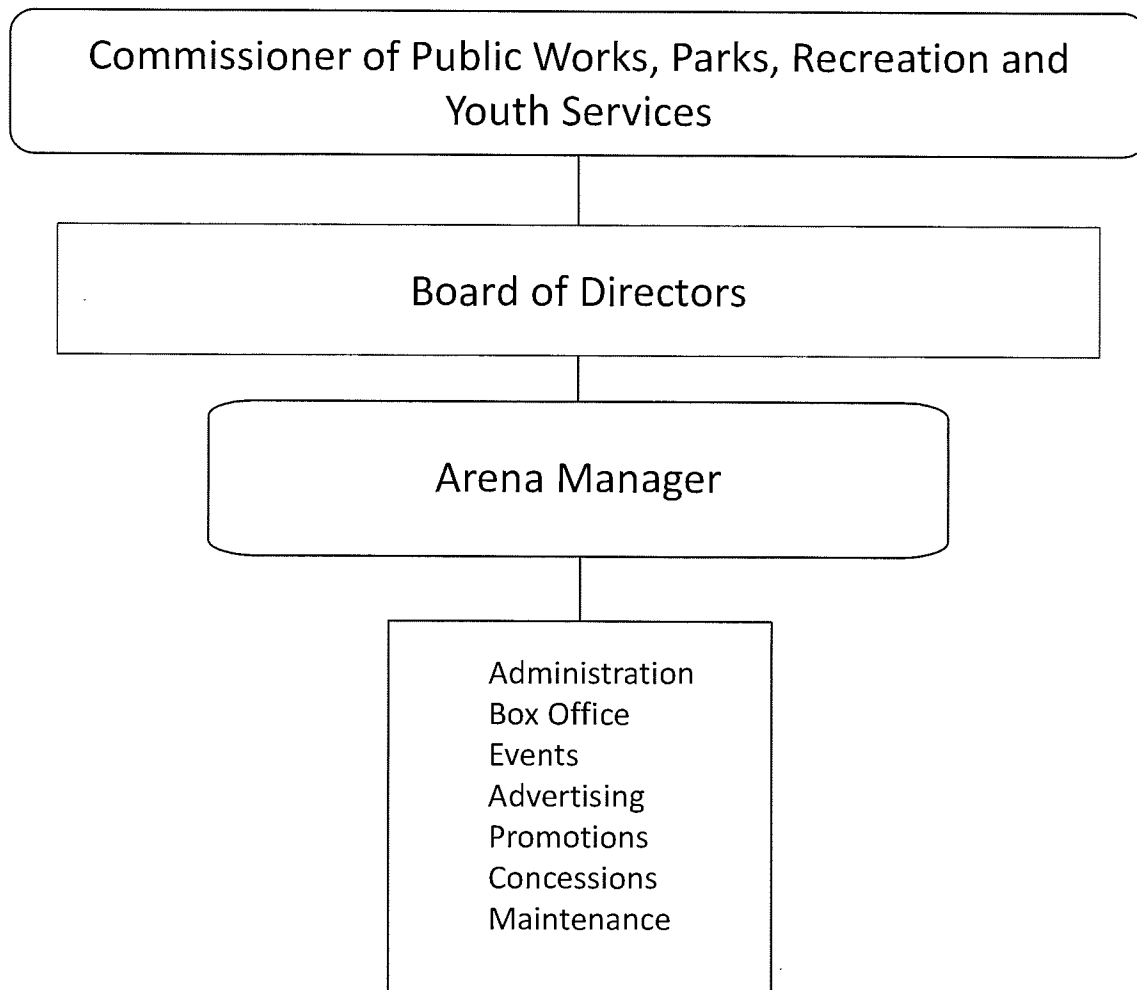 Commissioner of Public Works, Parks, Recreation and
Youth Services
Board of Directors
Arena Manager
Administration
Box Office
Events
Advertising
Promotions
Concessions
Maintenance